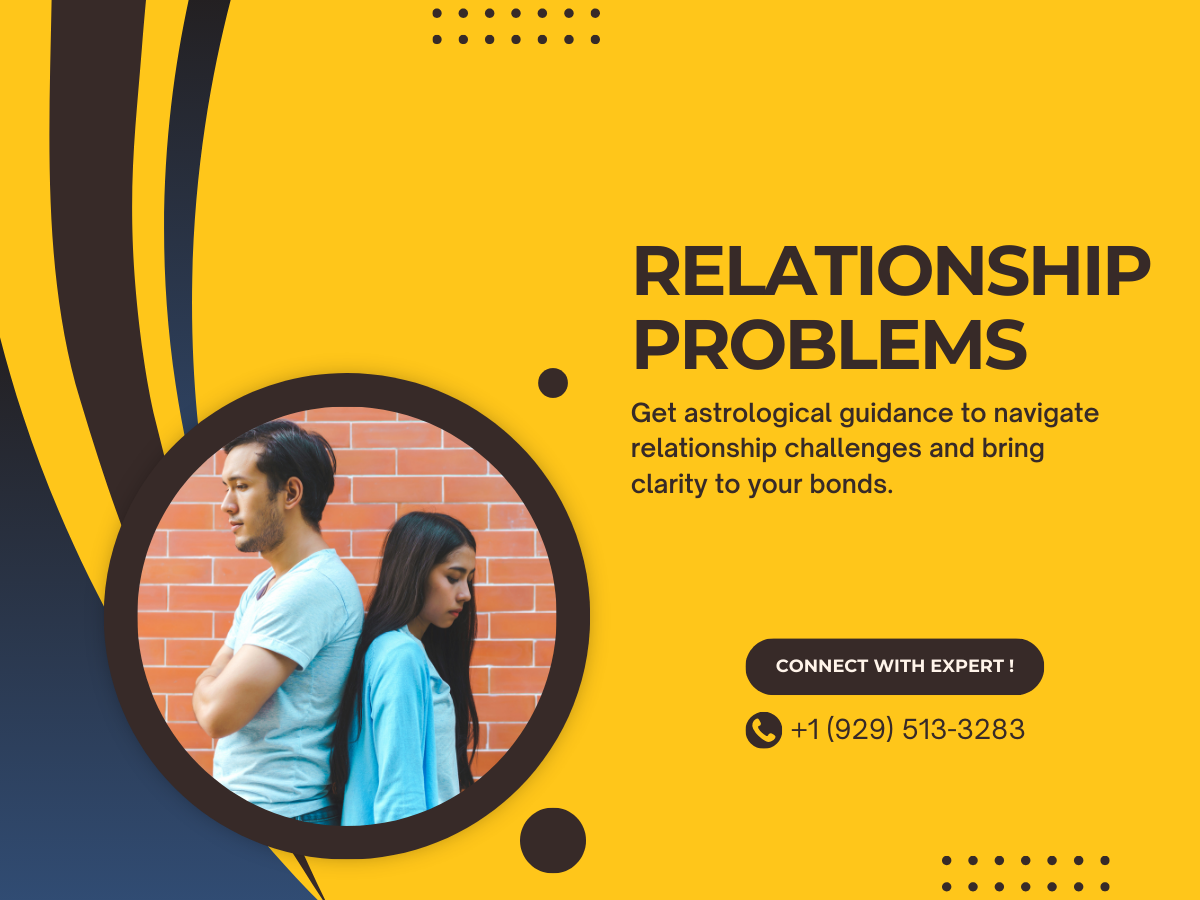 RELATIONSHIP
PROBLEMS
Get astrological guidance to navigate
relationship challenges and bring
clarity to your bonds.
CONNECT WITH EXPERT !
+1 (929) 513-3283